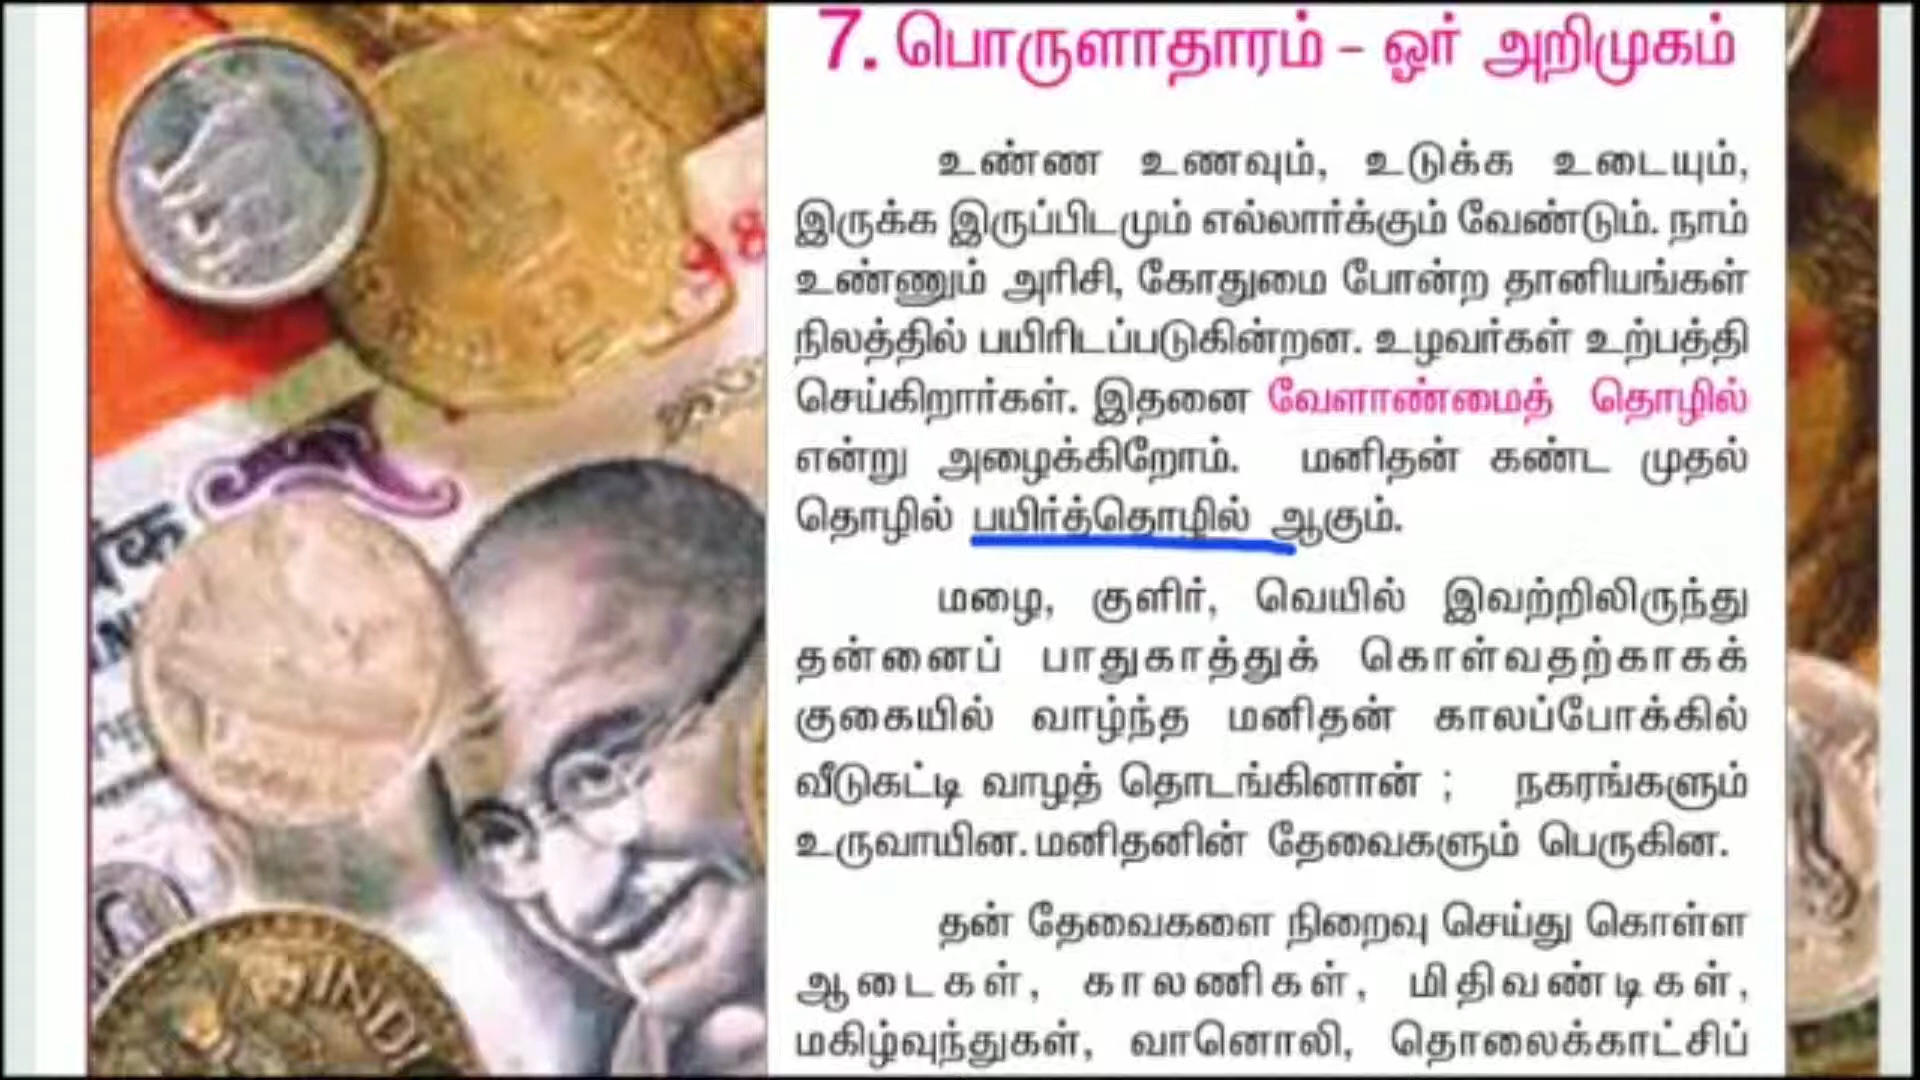 7. பொருளாதாரம் – ஓர் அறிமுகம்
உண்ண உணவும், உடுக்க உடையும்,
இருக்க இருப்பிடமும் எல்லார்க்கும் வேண்டும். நாம்
உண்ணும் அரிசி, கோதுமை போன்ற தானியங்கள்
நிலத்தில் பயிரிடப்படுகின்றன. உழவர்கள் உற்பத்தி
செய்கிறார்கள். இதனை வேளாண்மைத் தொழில்
என்று அழைக்கிறோம். மனிதன் கண்ட முதல்
தொழில் பயிர்த்தொழில் ஆகும்.
மழை, குளிர், வெயில் இவற்றிலிருந்து
தன்னைப் பாதுகாத்துக் கொள்வதற்காகக்
குகையில் வாழ்ந்த மனிதன் காலப்போக்கில்
வீடுகட்டி வாழத் தொடங்கினான் ; நகரங்களும்
உருவாயின. மனிதனின் தேவைகளும் பெருகின.
தன் தேவைகளை நிறைவு செய்து கொள்ள
ஆடைகள், காலணிகள், மிதிவண்டிகள்,
மகிழ்வுந்துகள், வானொலி, தொலைக்காட்சிப்
98
INDI